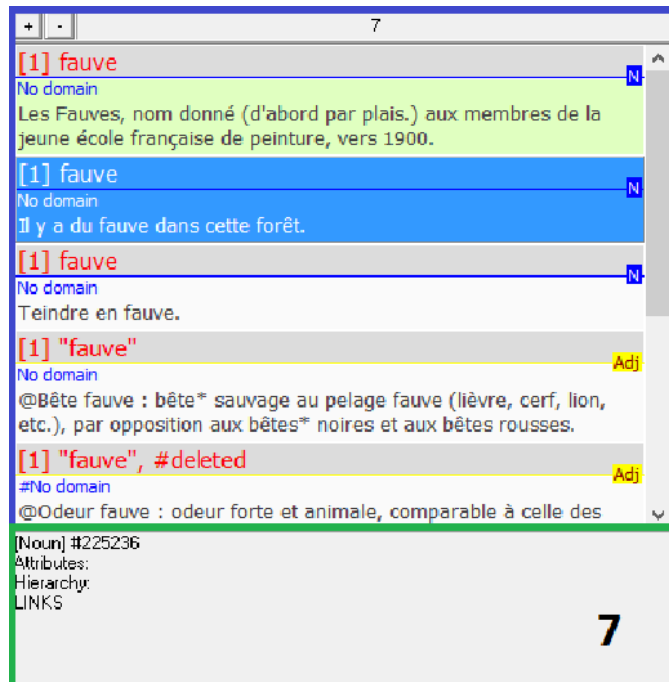 + - 7
[1] fauve
N
No domain
Les Fauves, nom donné (d'abord par plais.) aux membres de la
jeune école française de peinture, vers 1900.
[1] fauve
N
No domain
Il y a du fauve dans cette forêt.
[1] fauve
N
No domain
Teindre en fauve.
[1] "fauve"
Adj
No domain
@Bête fauve : bête* sauvage au pelage fauve (lièvre, cerf, lion,
etc.), par opposition aux bêtes* noires et aux bêtes rousses.
[1] "fauve", #deleted
Adj
#No domain
@Odeur fauve : odeur forte et animale, comparable à celle des
[Noun] #225236
Attributes:
Hierarchy:
LINKS
7